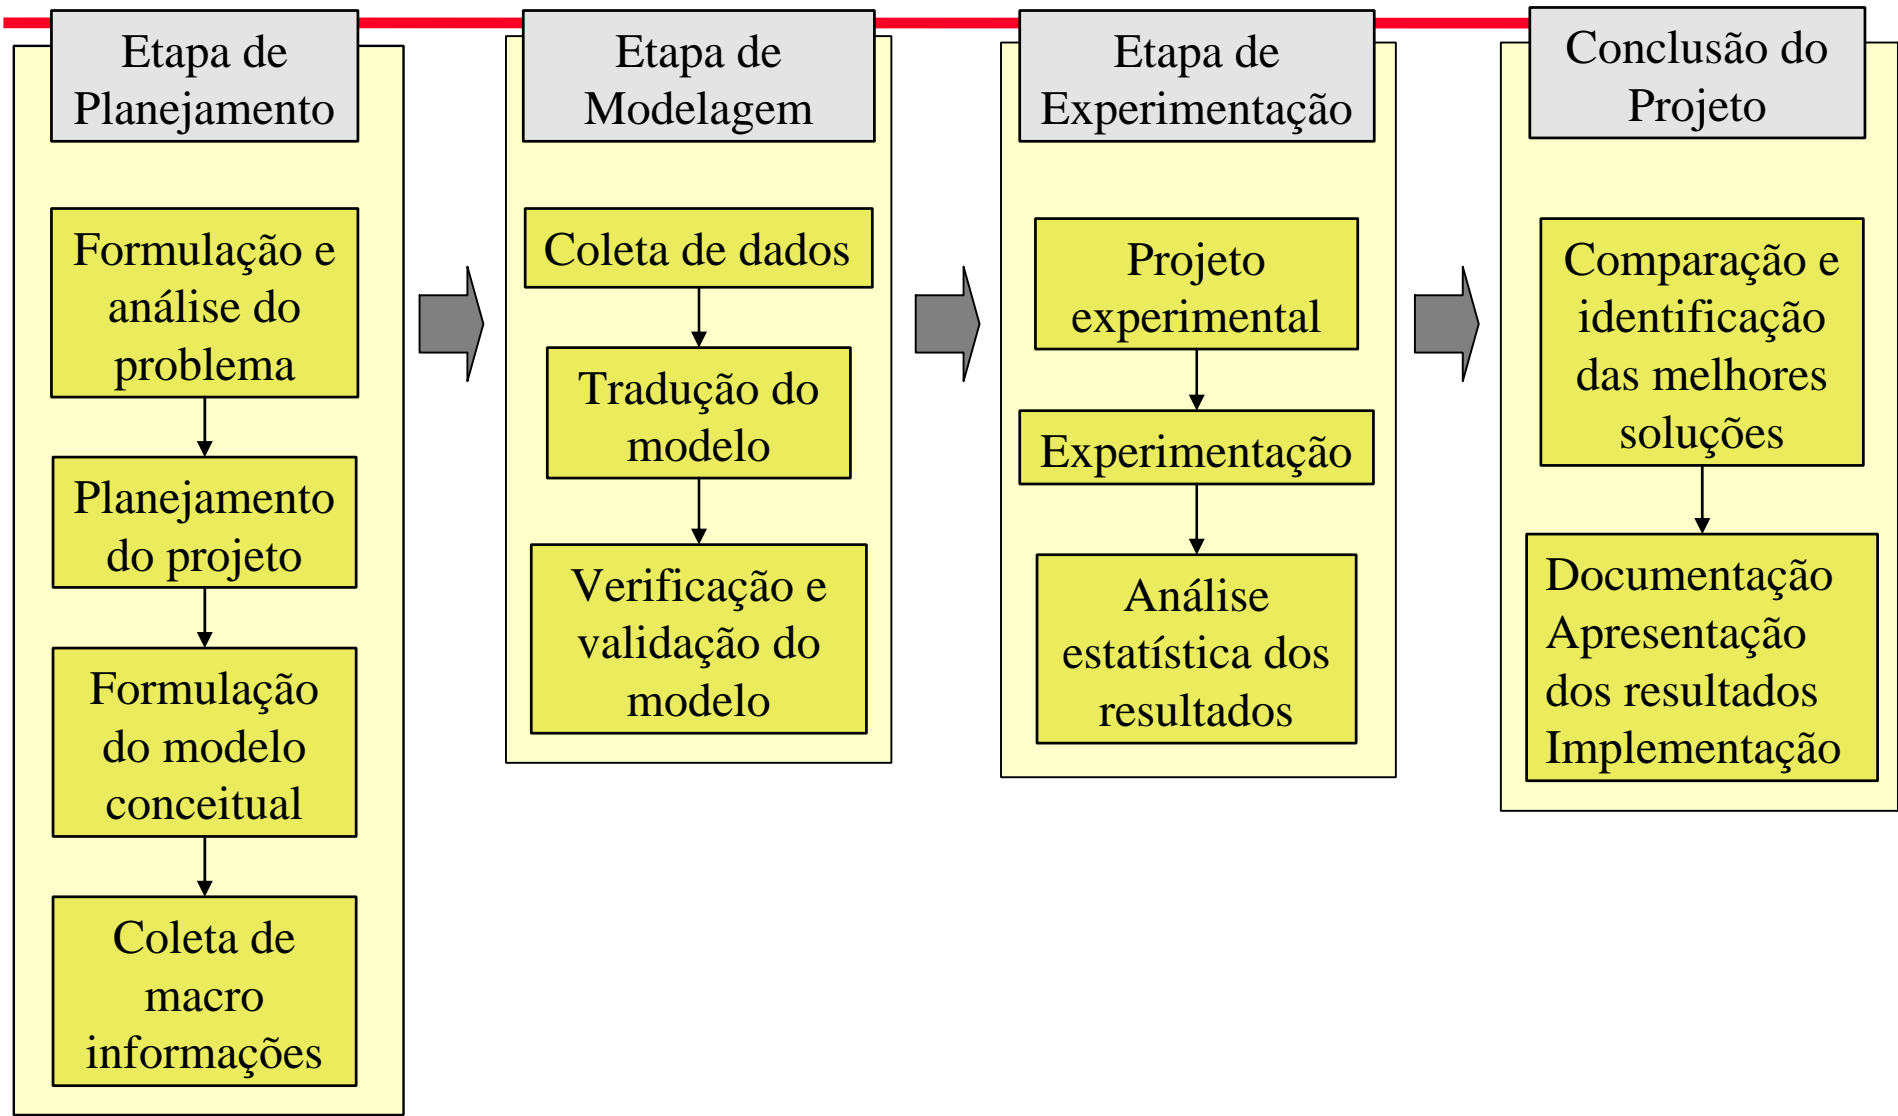 Etapa de
Planejamento
Formulação e
análise do
problema
Planejamento
do projeto
Formulação
do modelo
conceitual
Coleta de
macro
informações
Etapa de
Modelagem
Coleta de dados
Tradução do
modelo
Verificação e
validação do
modelo
Etapa de
Experimentação
Projeto
experimental
Experimentação
Análise
estatística dos
resultados
Conclusão do
Projeto
Comparação e
identificação
das melhores
soluções
Documentação
Apresentação
dos resultados
Implementação